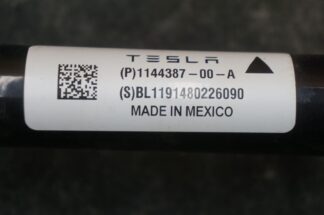 TESLA
(P)1144387-00-A
(S)BL1191480226090
MADE IN MEXICO